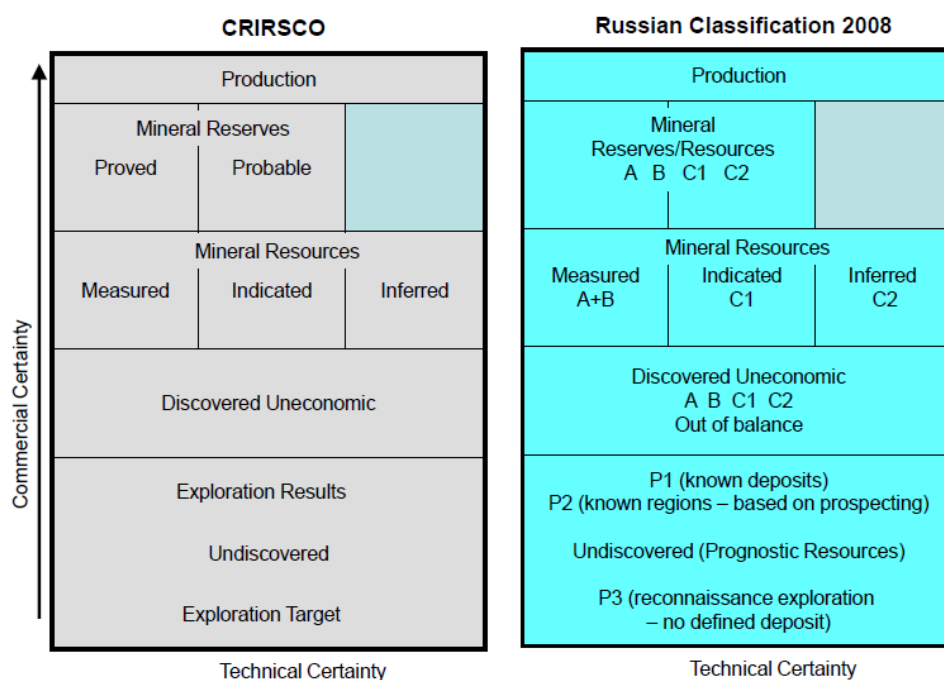 CRIRSCO
Production
Mineral Reserves
Proved
Probable
Mineral Resources
Measured
Indicated
Inferred
Discovered Uneconomic
Exploration Results
Undiscovered
Exploration Target
Technical Certainty
Commercial Certainty
Russian Classification 2008
Production
Mineral
Reserves/Resources
A B C1 C2
Mineral Resources
Measured
A+B
Indicated
C1
Inferred
C2
Discovered Uneconomic
A B C1 C2
Out of balance
P1 (known deposits)
P2 (known regions – based on prospecting)
Undiscovered (Prognostic Resources)
P3 (reconnaissance exploration
– no defined deposit)
Technical Certainty